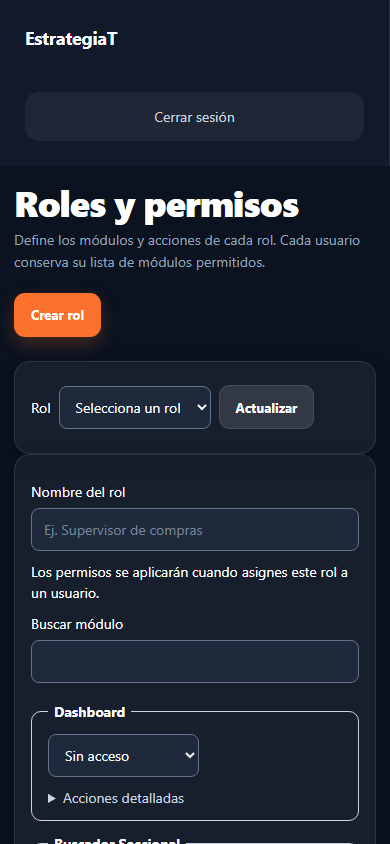 EstrategiaT
Cerrar sesión
Roles y permisos
Define los módulos y acciones de cada rol. Cada usuario
conserva su lista de módulos permitidos.
Crear rol
Rol Selecciona un rol Actualizar
Nombre del rol
Ej. Supervisor de compras
Los permisos se aplicarán cuando asignes este rol a
un usuario.
Buscar módulo
Dashboard
Sin acceso
Acciones detalladas
Buscador Seccional